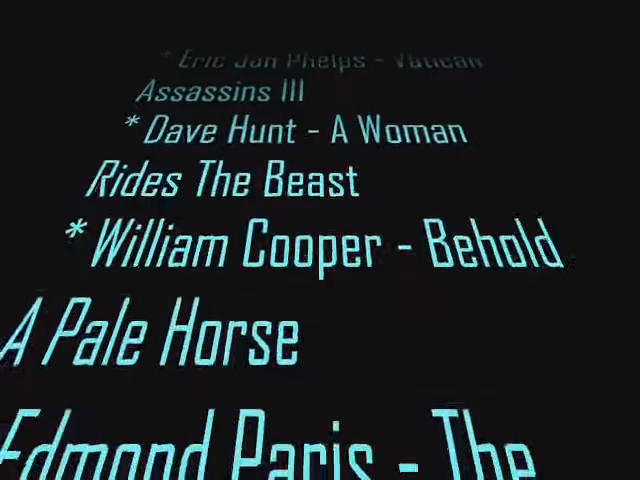 * Eric Jon Phelps - Vatican
Assassins III
* Dave Hunt - A Woman
Rides The Beast
* William Cooper - Behold
A Pale Horse
Edmond Paris - The